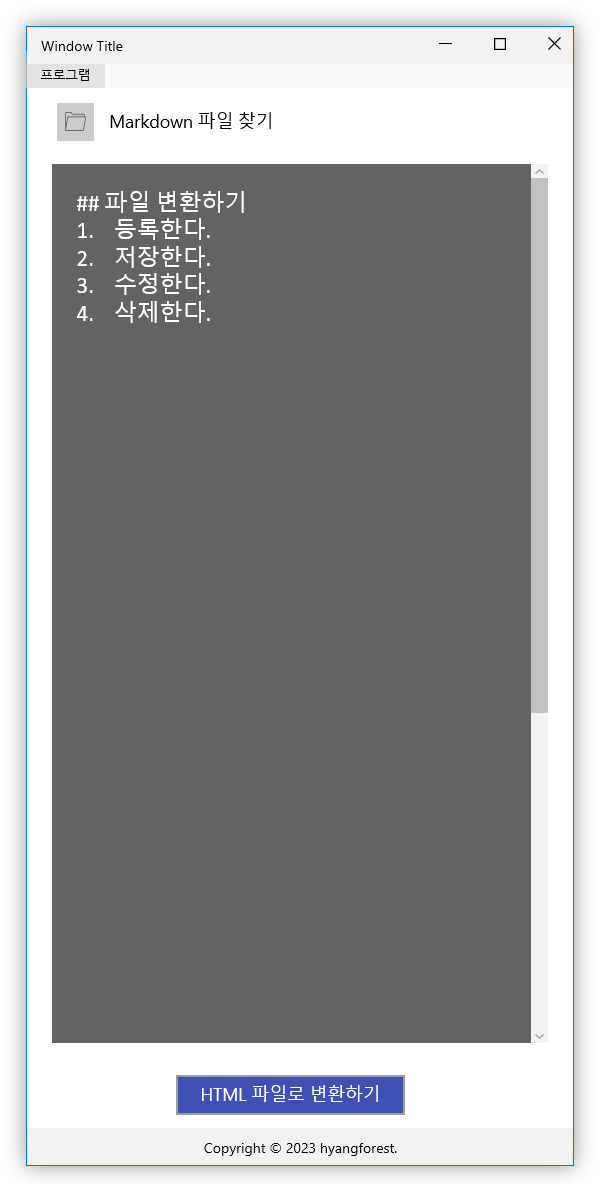 Window Title
프로그램
Markdown 파일 찾기
## 파일 변환하기
1. 등록한다.
2. 저장한다.
3. 수정한다.
4. 삭제한다.
HTML 파일로 변환하기
Copyright © 2023 hyangforest.